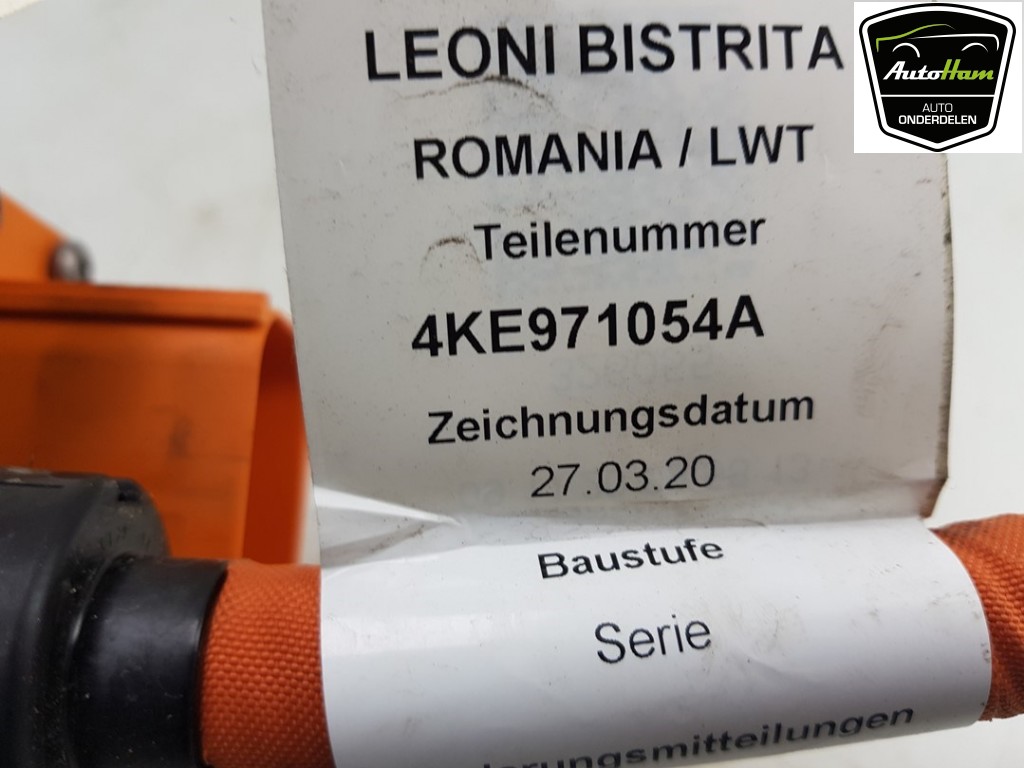 LEONI BISTRITA
ROMANIA / LWT
Teilenummer
4KE971054A
Zeichnungsdatum
27.03.20
Baustufe
Serie
AutoHam
AUTO
ONDERDELEN